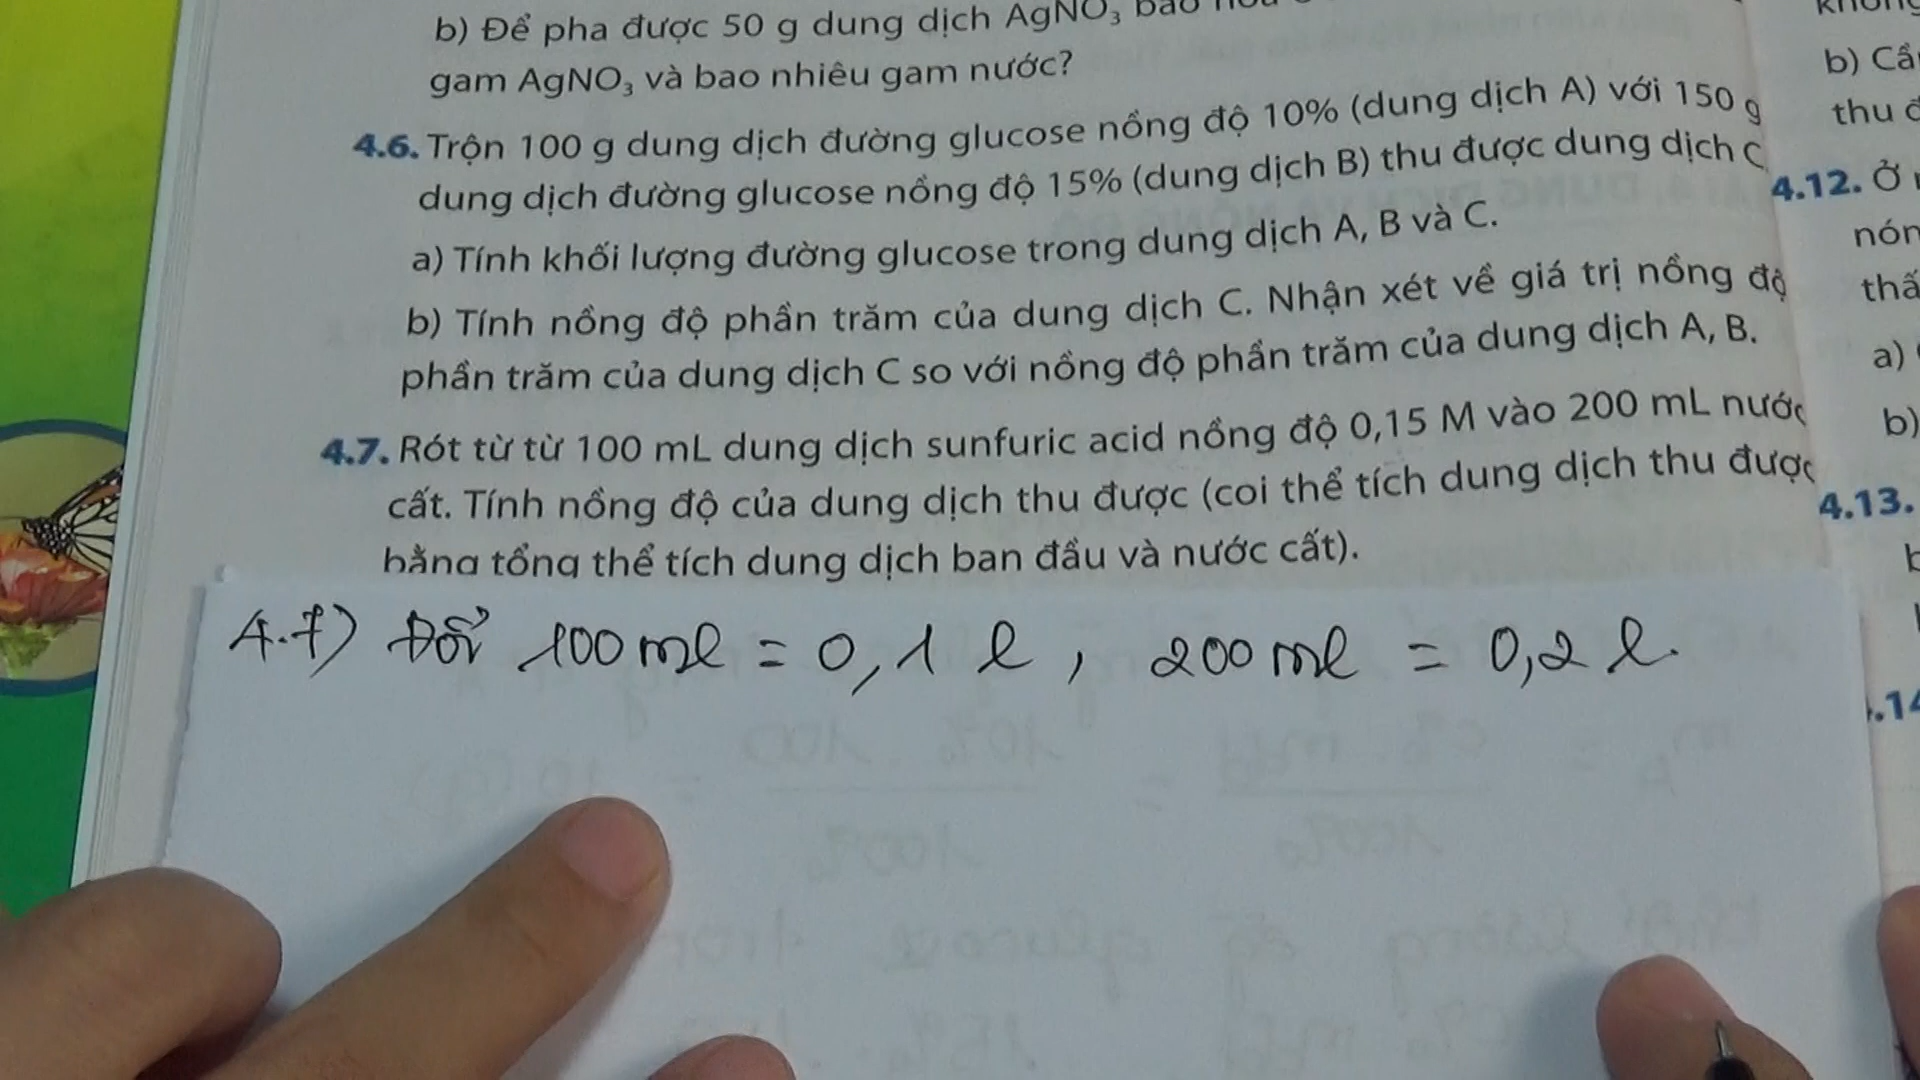 b) Để pha được 50 g dung dịch AgNO₃
gam AgNO₃ và bao nhiêu gam nước?
4.6. Trộn 100 g dung dịch đường glucose nồng độ 10% (dung dịch A) với 150 g
dung dịch đường glucose nồng độ 15% (dung dịch B) thu được dung dịch C
a) Tính khối lượng đường glucose trong dung dịch A, B và C.
b) Tính nồng độ phần trăm của dung dịch C. Nhận xét về giá trị nồng độ
phần trăm của dung dịch C so với nồng độ phần trăm của dung dịch A, B.
4.7. Rót từ từ 100 mL dung dịch sunfuric acid nồng độ 0,15 M vào 200 mL nước
cất. Tính nồng độ của dung dịch thu được (coi thể tích dung dịch thu được
bằng tổng thể tích dung dịch ban đầu và nước cất).
4.7) Đổi 100 ml = 0,1 l, 200 ml = 0,2 l.
b)
thu
4.12. Ở
a)
b)
4.13.